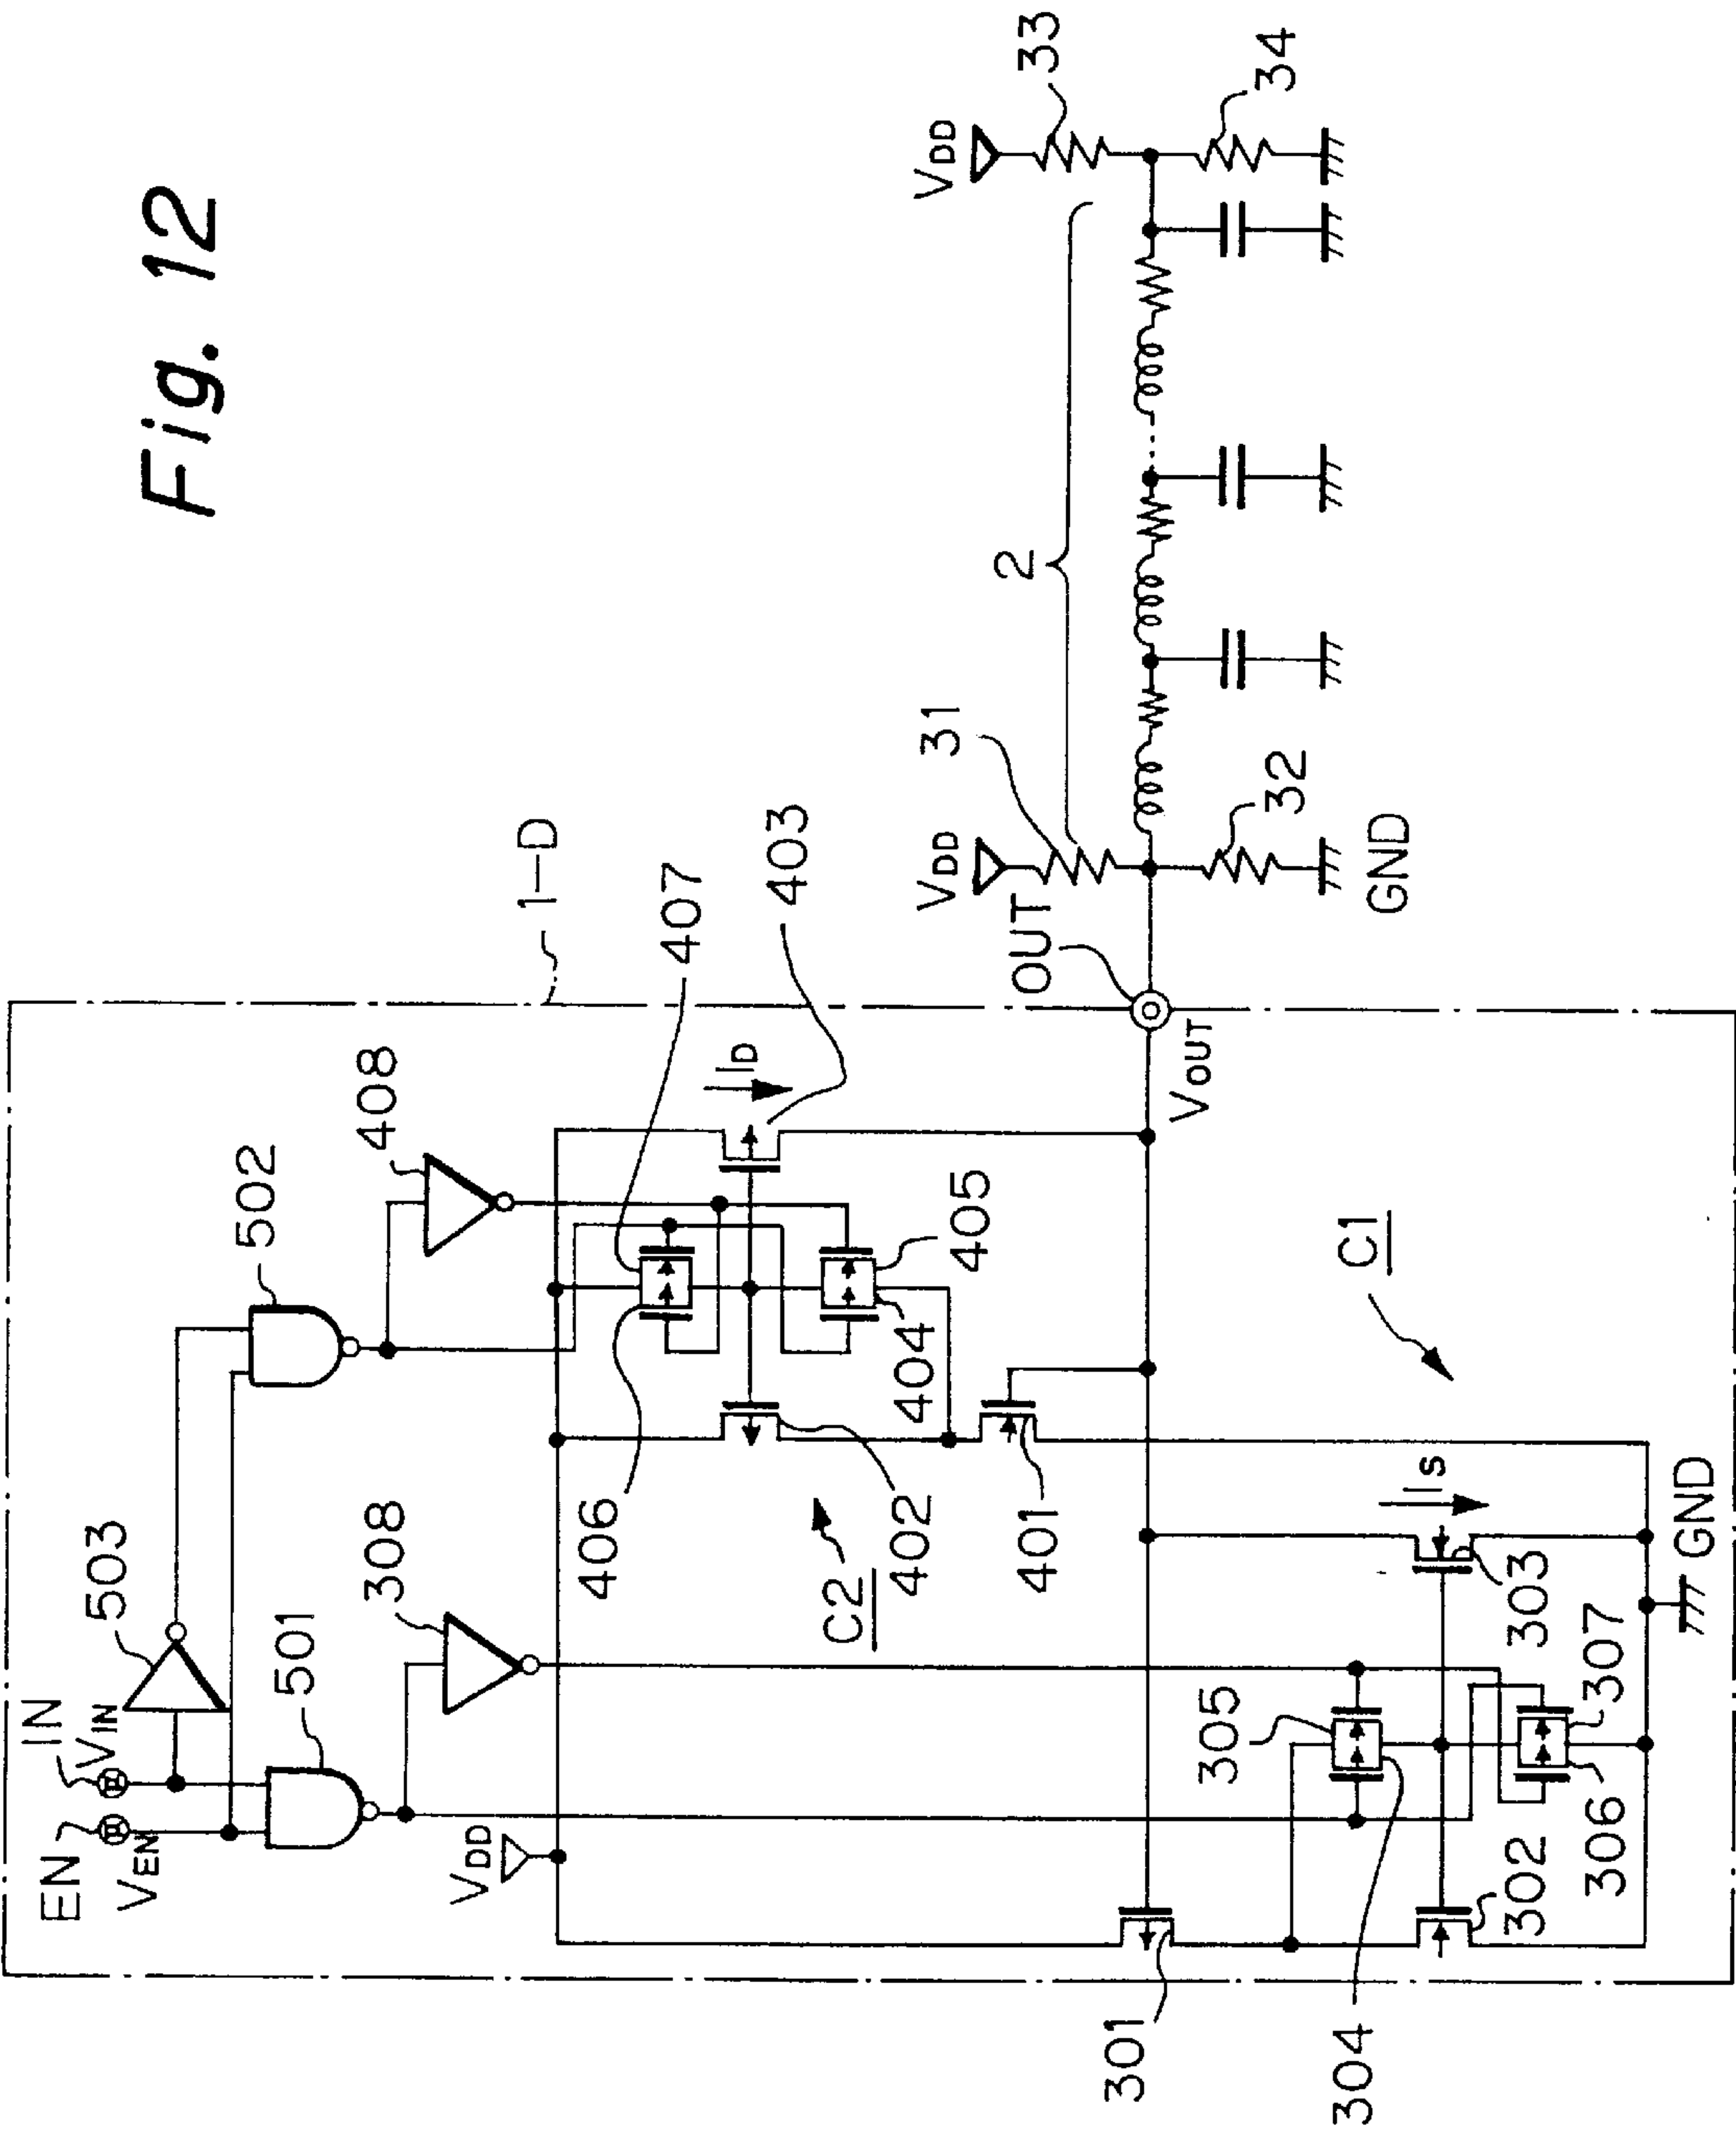 Fig. 12
EN
IN
VEN
VIN
503
501
502
308
408
1-D
VDD
C2
406
407
402
403
404
405
401
ID
OUT
VOUT
VDD
31
32
GND
2
VDD
33
34
C1
IS
301
302
303
304
305
306
307
GND